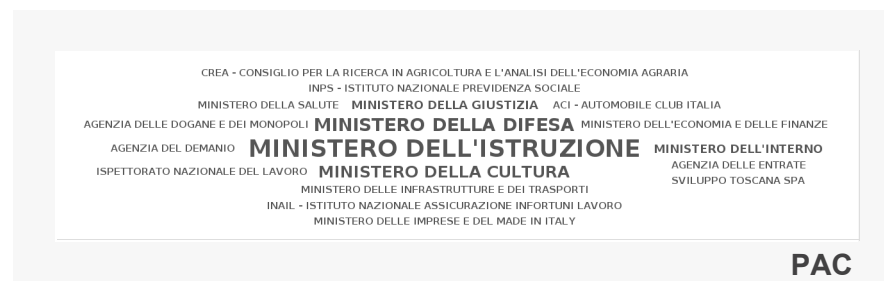 CREA - CONSIGLIO PER LA RICERCA IN AGRICOLTURA E L'ANALISI DELL'ECONOMIA AGRARIA
INPS - ISTITUTO NAZIONALE PREVIDENZA SOCIALE
MINISTERO DELLA SALUTE MINISTERO DELLA GIUSTIZIA ACI - AUTOMOBILE CLUB ITALIA
AGENZIA DELLE DOGANE E DEI MONOPOLI MINISTERO DELLA DIFESA MINISTERO DELL'ECONOMIA E DELLE FINANZE
AGENZIA DEL DEMANIO MINISTERO DELL'ISTRUZIONE MINISTERO DELL'INTERNO
AGENZIA DELLE ENTRATE
ISPETTORATO NAZIONALE DEL LAVORO MINISTERO DELLA CULTURA
SVILUPPO TOSCANA SPA
MINISTERO DELLE INFRASTRUTTURE E DEI TRASPORTI
INAIL - ISTITUTO NAZIONALE ASSICURAZIONE INFORTUNI LAVORO
MINISTERO DELLE IMPRESE E DEL MADE IN ITALY
PAC